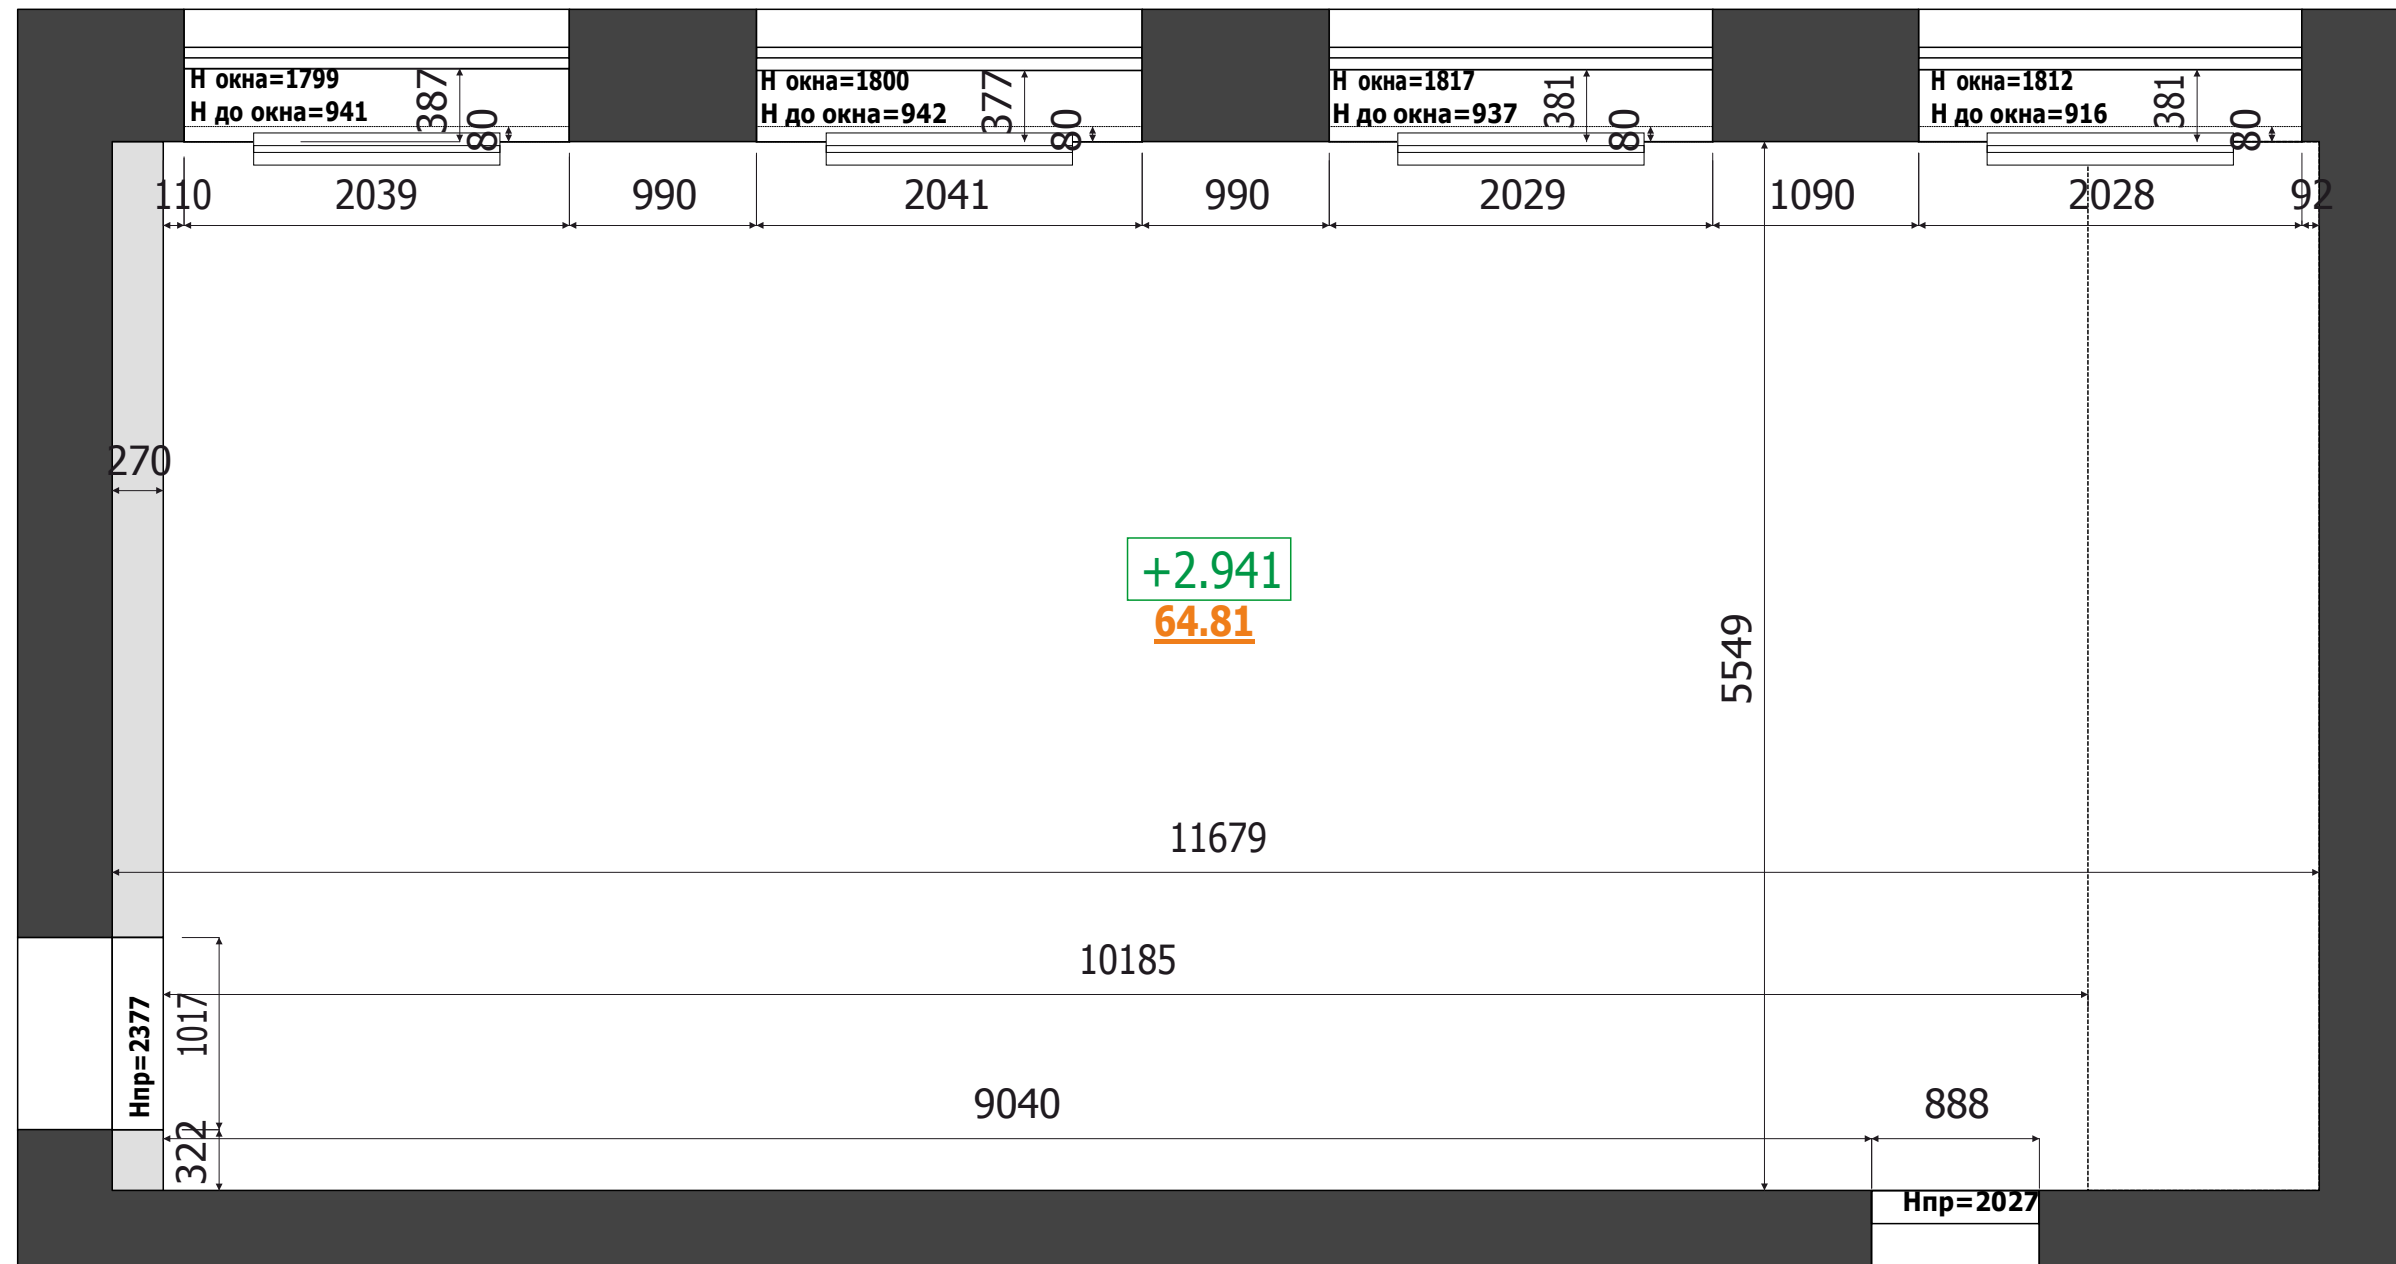 H окна=1799
H до окна=941
387
80
H окна=1800
H до окна=942
377
80
H окна=1817
H до окна=937
381
80
H окна=1812
H до окна=916
381
80
110
2039
990
2041
990
2029
1090
2028
92
270
+2.941
64.81
5549
11679
10185
Hпр=2377
1017
9040
888
322
Hпр=2027